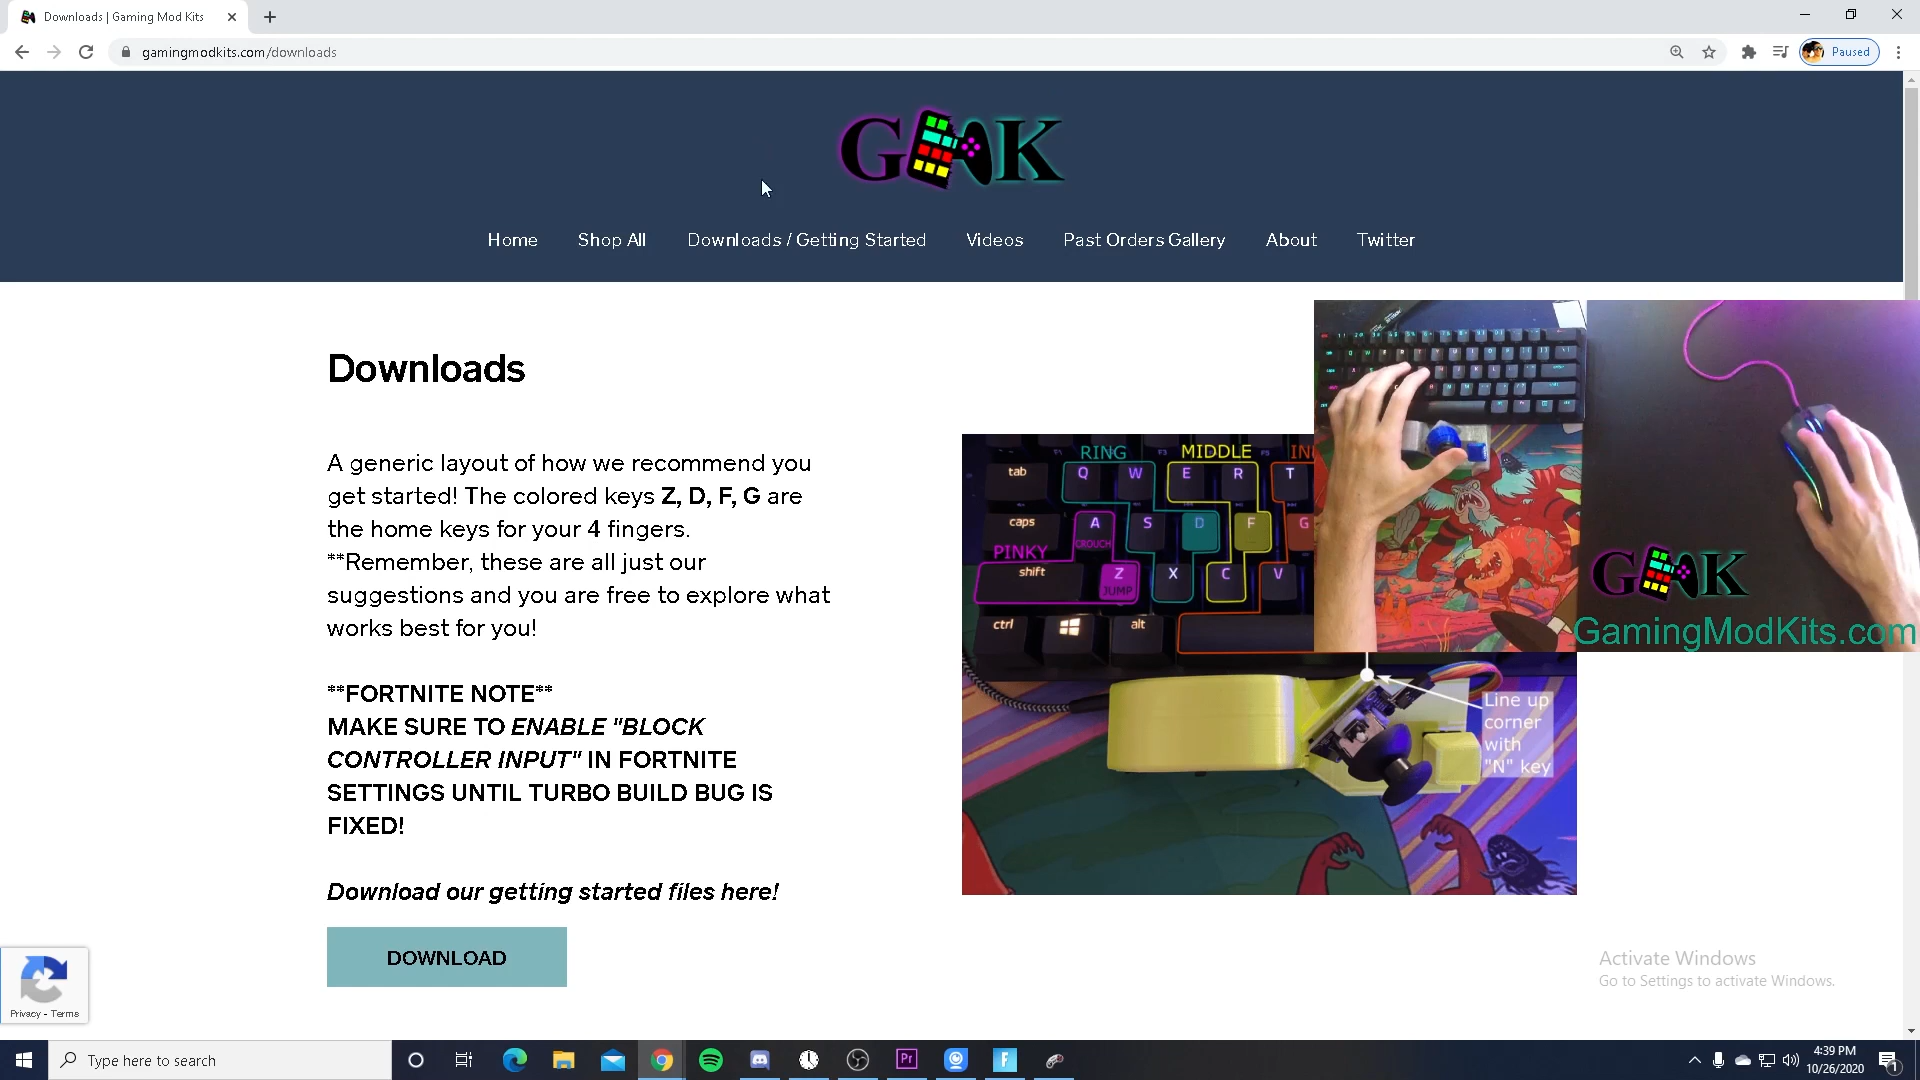 Downloads | Gaming Mod Kits
gamingmodkits.com/downloads
Paused
G K
Home Shop All Downloads / Getting Started Videos Past Orders Gallery About Twitter
Downloads
A generic layout of how we recommend you
get started! The colored keys Z, D, F, G are
the home keys for your 4 fingers.
**Remember, these are all just our
suggestions and you are free to explore what
works best for you!
**FORTNITE NOTE**
MAKE SURE TO ENABLE "BLOCK
CONTROLLER INPUT" IN FORTNITE
SETTINGS UNTIL TURBO BUILD BUG IS
FIXED!
Download our getting started files here!
DOWNLOAD
RING MIDDLE
tab Q W E R T
caps A S D F G
CROUCH
PINKY
shift Z X C V
JUMP
ctrl alt
Line up
corner
with
"N" key
G K
GamingModKits.com
Activate Windows
Go to Settings to activate Windows.
Privacy - Terms
Type here to search
Pr
F
4:39 PM
10/26/2020
1